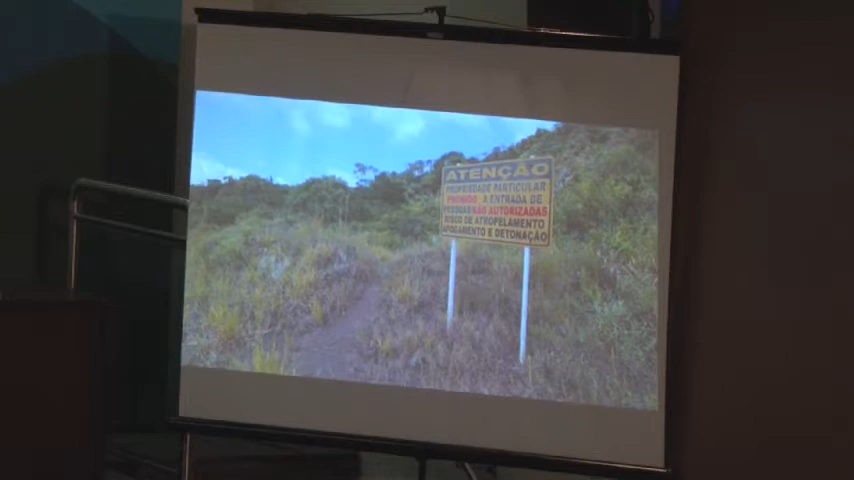 ATENÇÃO
PROPRIEDADE PARTICULAR
PROIBIDO A ENTRADA DE
PESSOAS NÃO AUTORIZADAS
RISCO DE ATROPELAMENTO
AFOGAMENTO E DETONAÇÃO